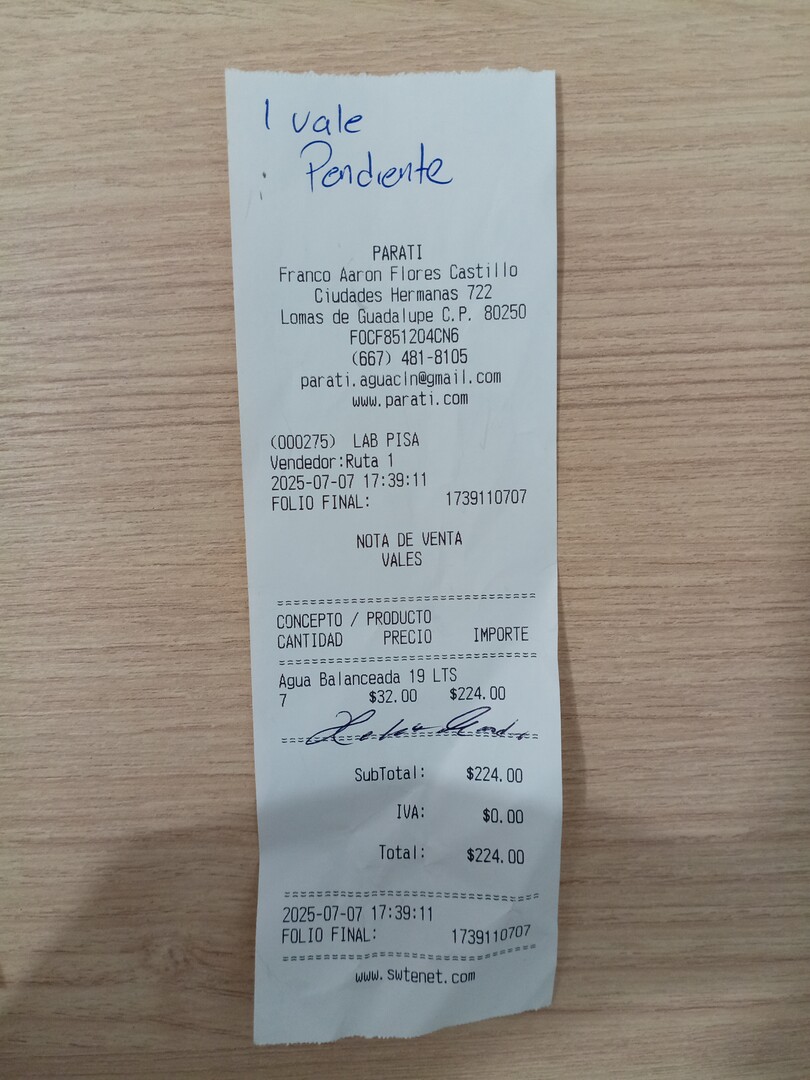 1 vale
Pendiente
PARATI
Franco Aaron Flores Castillo
Ciudades Hermanas 722
Lomas de Guadalupe C.P. 80250
FOCF851204CN6
(667) 481-8105
parati.aguacln@gmail.com
www.parati.com
(000275) LAB PISA
Vendedor:Ruta 1
2025-07-07 17:39:11
FOLIO FINAL: 1739110707
NOTA DE VENTA
VALES
================================
CONCEPTO / PRODUCTO
CANTIDAD PRECIO IMPORTE
================================
Agua Balanceada 19 LTS
7 $32.00 $224.00
================================
SubTotal: $224.00
IVA: $0.00
Total: $224.00
================================
2025-07-07 17:39:11
FOLIO FINAL: 1739110707
================================
www.swtenet.com